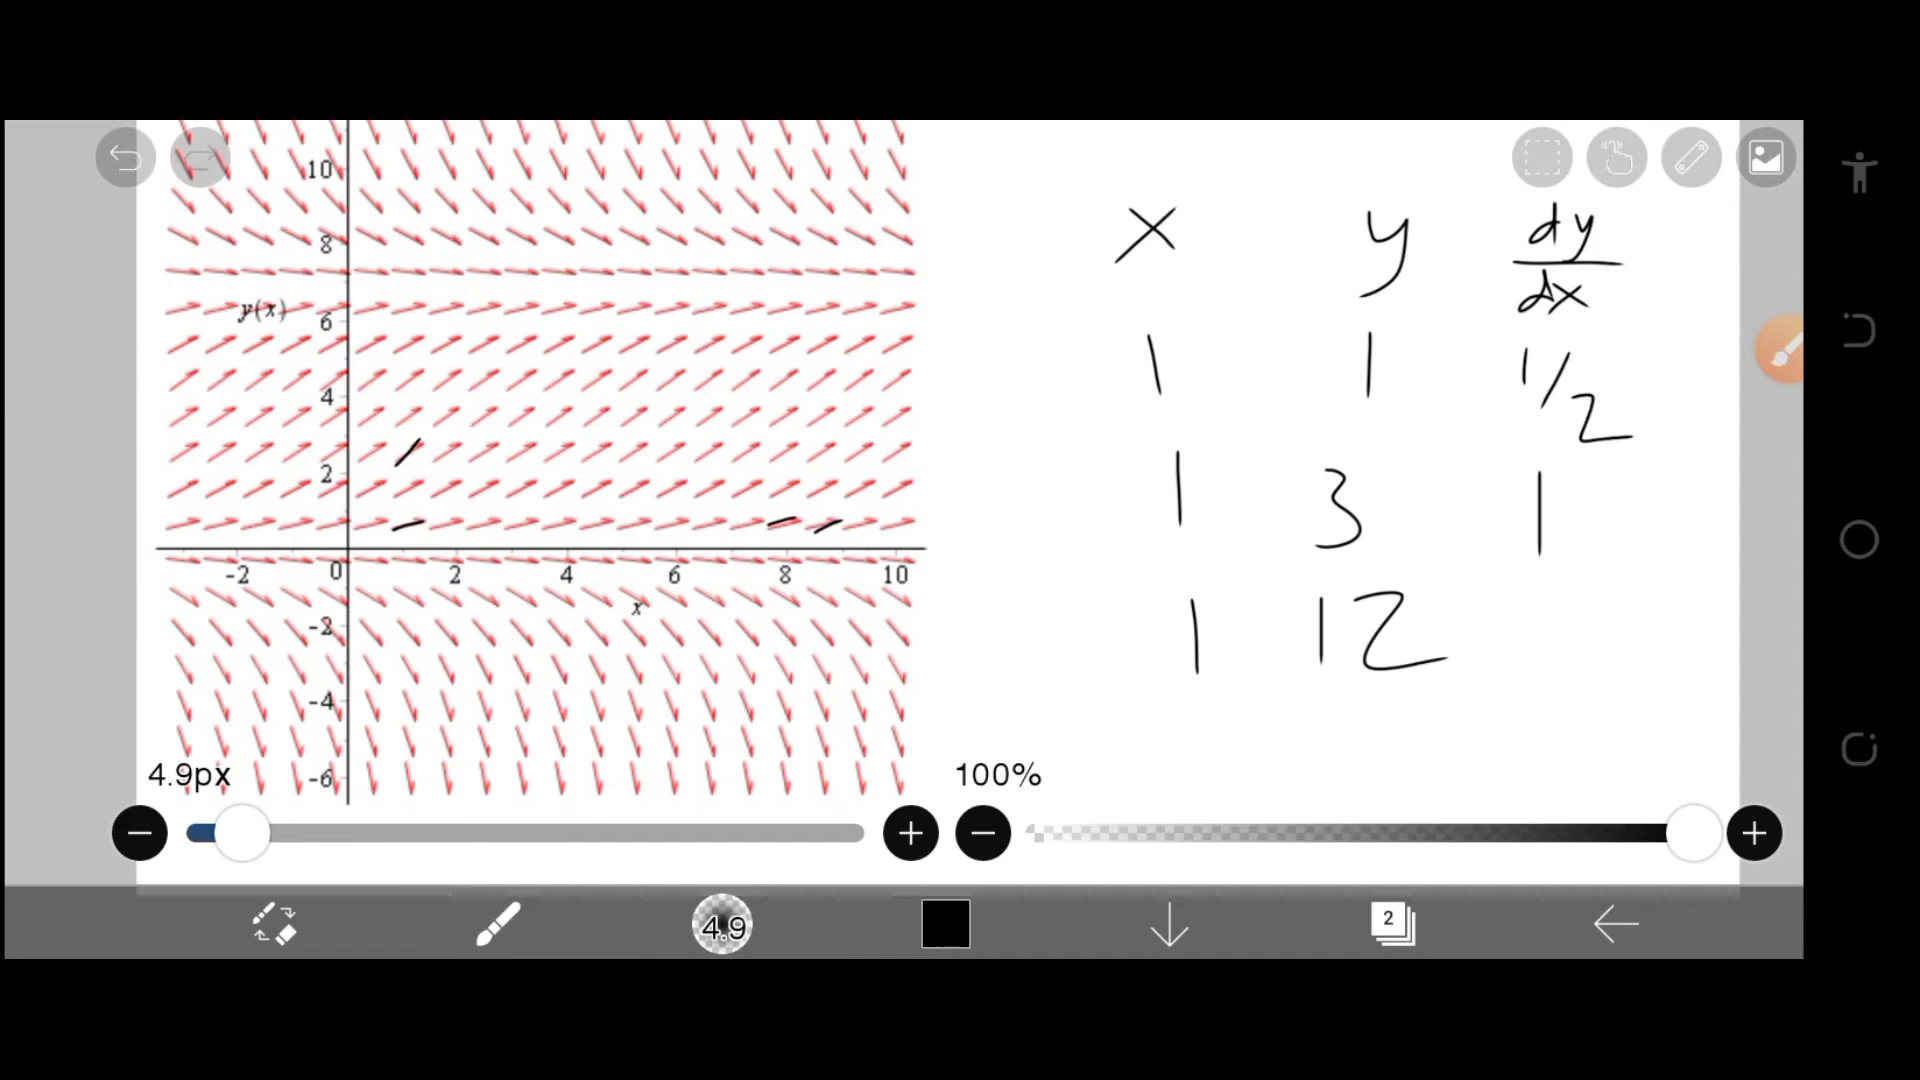 10
8
y(x)
6
4
2
-2 0 2 4 6 8 10
x
-2
-4
-6
x y dy/dx
1 1 1/2
1 3 1
1 12
4.9px 100%
4.9 2